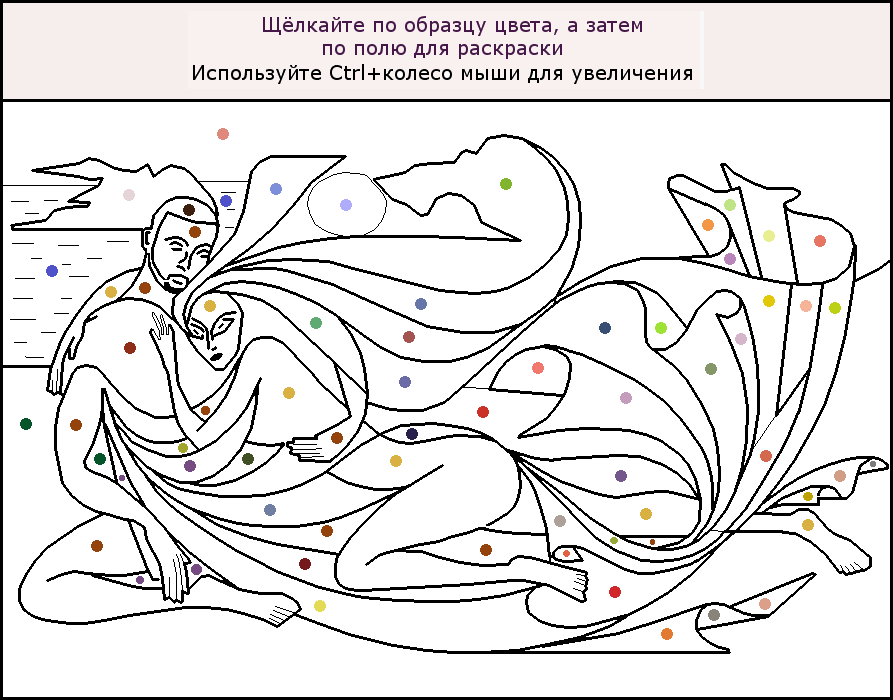 Щёлкайте по образцу цвета, а затем
по полю для раскраски
Используйте Ctrl+колесо мыши для увеличения